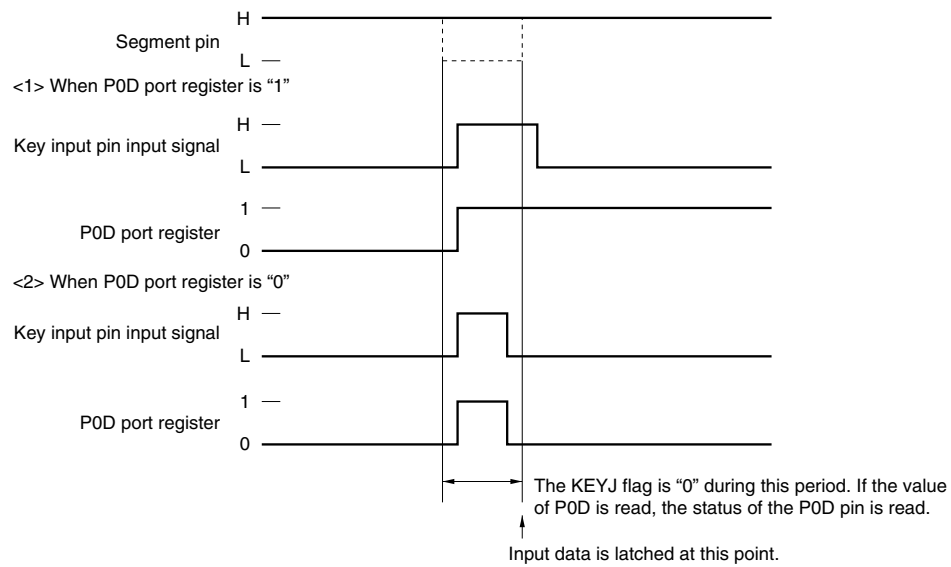 H
Segment pin
L
<1> When P0D port register is “1”
H
Key input pin input signal
L
1
P0D port register
0
<2> When P0D port register is “0”
H
Key input pin input signal
L
1
P0D port register
0
The KEYJ flag is “0” during this period. If the value
of P0D is read, the status of the P0D pin is read.
Input data is latched at this point.